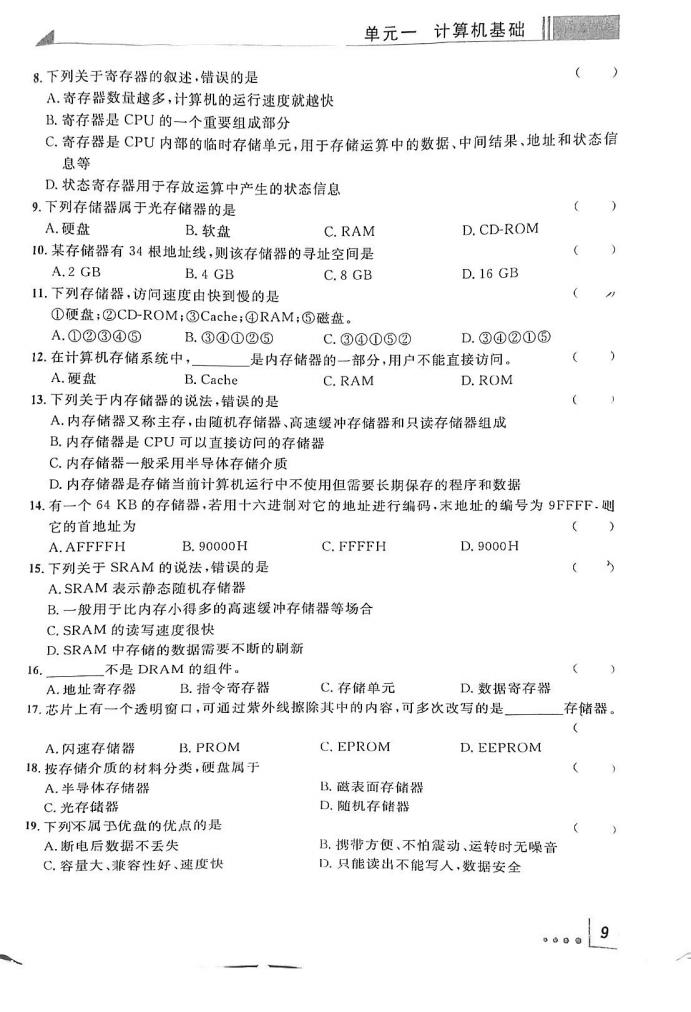 单元一 计算机基础
8.下列关于寄存器的叙述,错误的是 ( )
A.寄存器数量越多,计算机的运行速度就越快
B.寄存器是 CPU 的一个重要组成部分
C.寄存器是 CPU 内部的临时存储单元,用于存储运算中的数据、中间结果、地址和状态信
息等
D.状态寄存器用于存放运算中产生的状态信息
9.下列存储器属于光存储器的是 ( )
A.硬盘 B.软盘 C.RAM D.CD-ROM
10.某存储器有 34 根地址线,则该存储器的寻址空间是 ( )
A.2 GB B.4 GB C.8 GB D.16 GB
11.下列存储器,访问速度由快到慢的是 (
①硬盘;②CD-ROM;③Cache;④RAM;⑤磁盘。
A.①②③④⑤ B.③④①②⑤ C.③④①⑤② D.③④②①⑤
12.在计算机存储系统中,______是内存储器的一部分,用户不能直接访问。 ( )
A.硬盘 B.Cache C.RAM D.ROM
13.下列关于内存储器的说法,错误的是 ( )
A.内存储器又称主存,由随机存储器、高速缓冲存储器和只读存储器组成
B.内存储器是 CPU 可以直接访问的存储器
C.内存储器一般采用半导体存储介质
D.内存储器是存储当前计算机运行中不使用但需要长期保存的程序和数据
14.有一个 64 KB 的存储器,若用十六进制对它的地址进行编码,末地址的编号为 9FFFF,则
它的首地址为 ( )
A.AFFFFH B.90000H C.FFFFH D.9000H
15.下列关于 SRAM 的说法,错误的是 ( )
A.SRAM 表示静态随机存储器
B.一般用于比内存小得多的高速缓冲存储器等场合
C.SRAM 的读写速度很快
D.SRAM 中存储的数据需要不断的刷新
16.______不是 DRAM 的组件。 ( )
A.地址寄存器 B.指令寄存器 C.存储单元 D.数据寄存器
17.芯片上有一个透明窗口,可通过紫外线擦除其中的内容,可多次改写的是______存储器。
(
A.闪速存储器 B.PROM C.EPROM D.EEPROM
18.按存储介质的材料分类,硬盘属于 ( )
A.半导体存储器 B.磁表面存储器
C.光存储器 D.随机存储器
19.下列不属于优盘的优点的是 ( )
A.断电后数据不丢失 B.携带方便、不怕震动、运转时无噪音
C.容量大、兼容性好、速度快 D.只能读出不能写人,数据安全
9